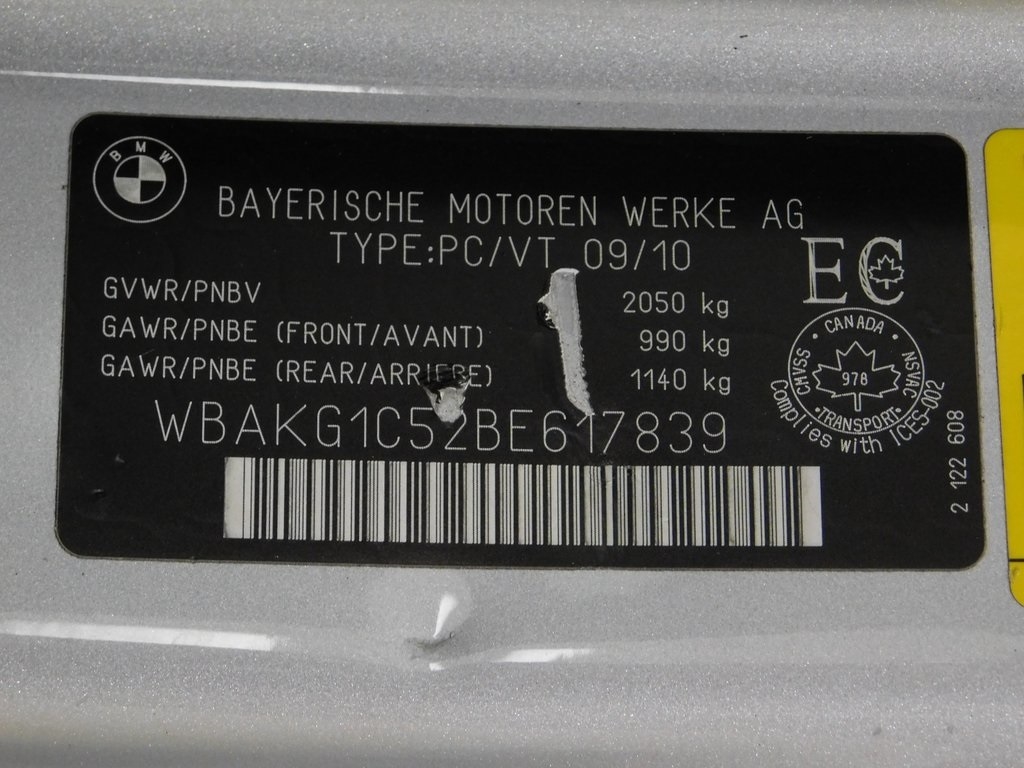 BMW
BAYERISCHE MOTOREN WERKE AG
TYPE:PC/VT 09/10
EC
GVWR/PNBV 2050 kg
GAWR/PNBE (FRONT/AVANT) 990 kg
GAWR/PNBE (REAR/ARRIERE) 1140 kg
WBAKG1C52BE617839
CANADA
CMVSS 978 NSVAC
TRANSPORT
Complies with ICES-002
2 122 608